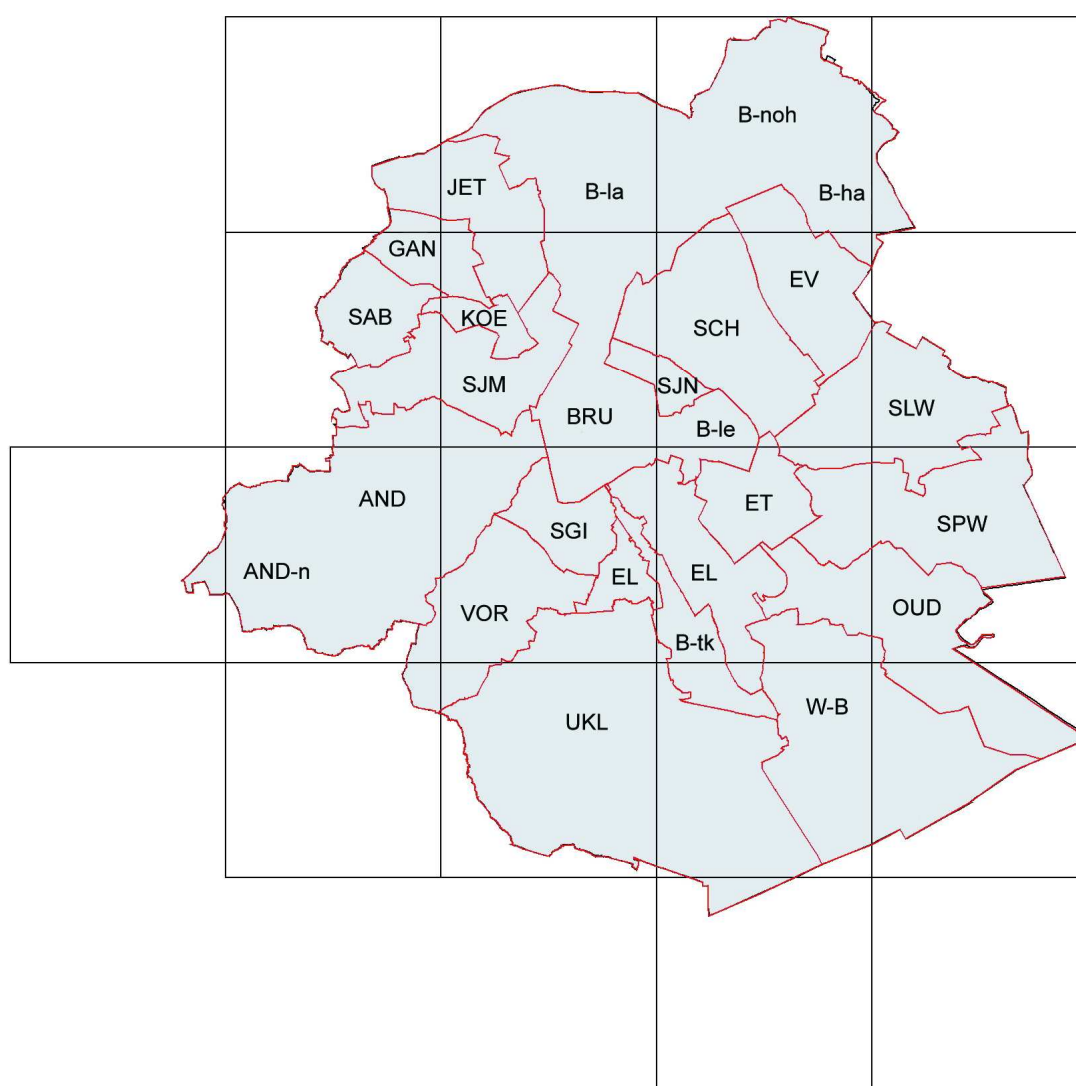 B-noh
JET
B-la
B-ha
GAN
EV
SAB
KOE
SCH
SJM
SJN
SLW
BRU
B-le
AND
ET
SPW
SGI
AND-n
EL
EL
VOR
OUD
B-tk
W-B
UKL